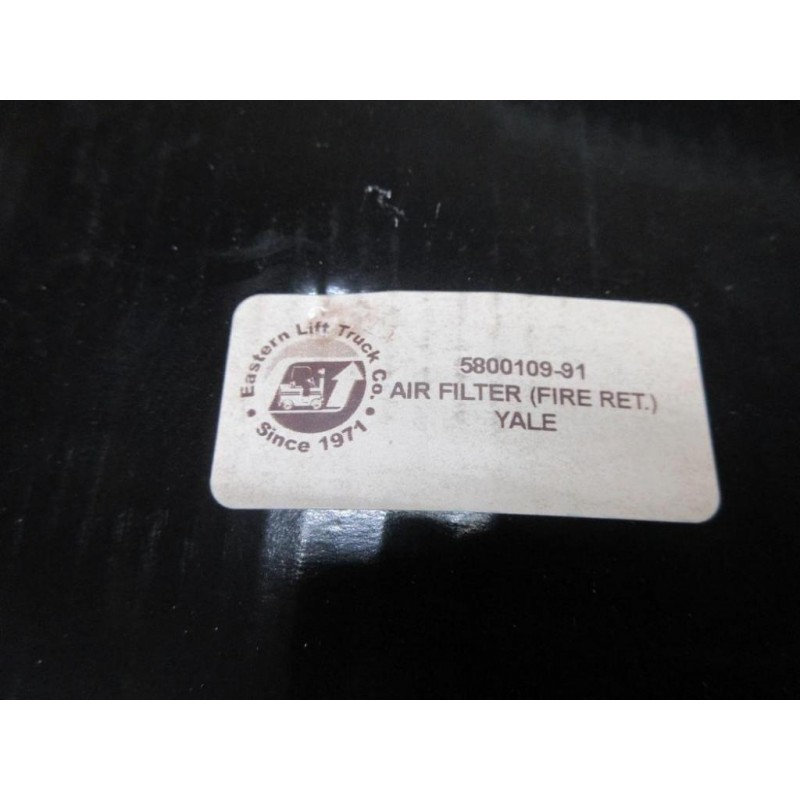 Eastern Lift Truck Co.
• Since 1971 •
5800109-91
AIR FILTER (FIRE RET.)
YALE